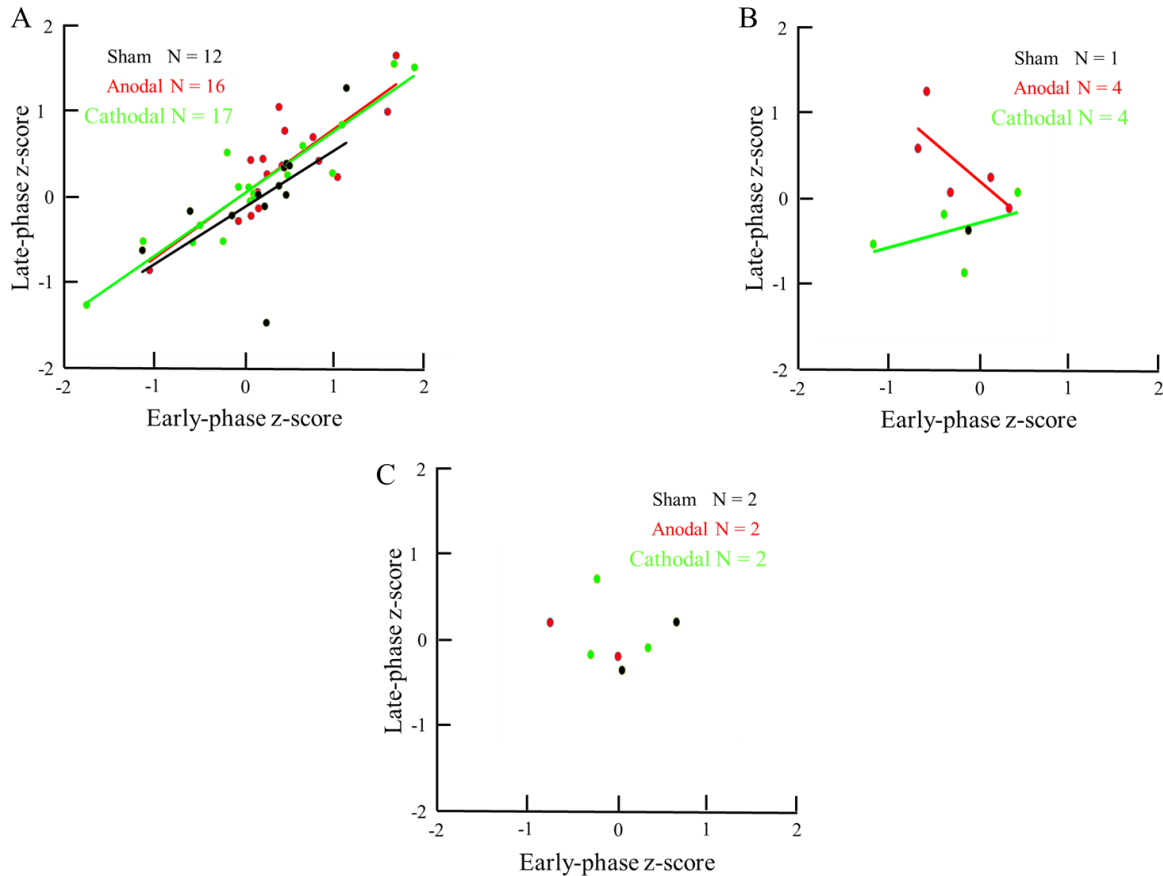 A
2
1
0
-1
-2
Late-phase z-score
Sham N = 12
Anodal N = 16
Cathodal N = 17
-2
-1
0
1
2
Early-phase z-score
B
2
1
0
-1
-2
Late-phase z-score
Sham N = 1
Anodal N = 4
Cathodal N = 4
-2
-1
0
1
2
Early-phase z-score
C
2
1
0
-1
-2
Late-phase z-score
Sham N = 2
Anodal N = 2
Cathodal N = 2
-2
-1
0
1
2
Early-phase z-score